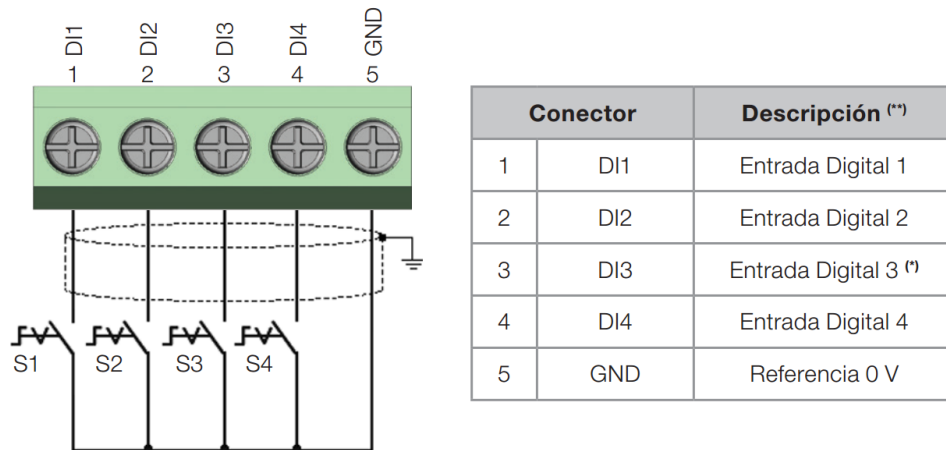 DI1 DI2 DI3 DI4 GND
1 2 3 4 5
S1 S2 S3 S4
Conector Descripción (**)
1 DI1 Entrada Digital 1
2 DI2 Entrada Digital 2
3 DI3 Entrada Digital 3 (*)
4 DI4 Entrada Digital 4
5 GND Referencia 0 V